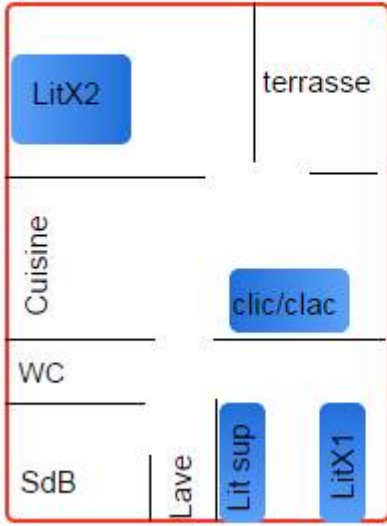 LitX2
terrasse
Cuisine
clic/clac
WC
SdB
Lave
Lit sup
LitX1